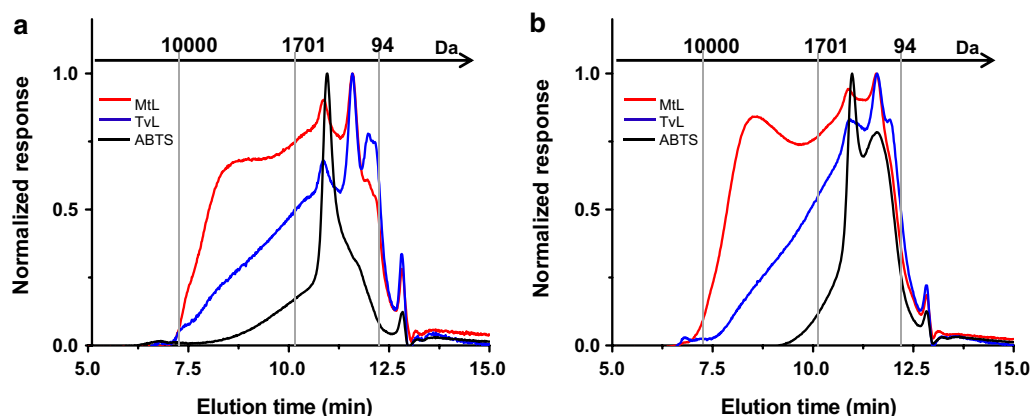 a
10000 1701 94 Da
1.0
MtL
TvL
ABTS
0.5
0.0
5.0 7.5 10.0 12.5 15.0
Normalized response
Elution time (min)
b
10000 1701 94 Da
1.0
MtL
TvL
ABTS
0.5
0.0
5.0 7.5 10.0 12.5 15.0
Normalized response
Elution time (min)